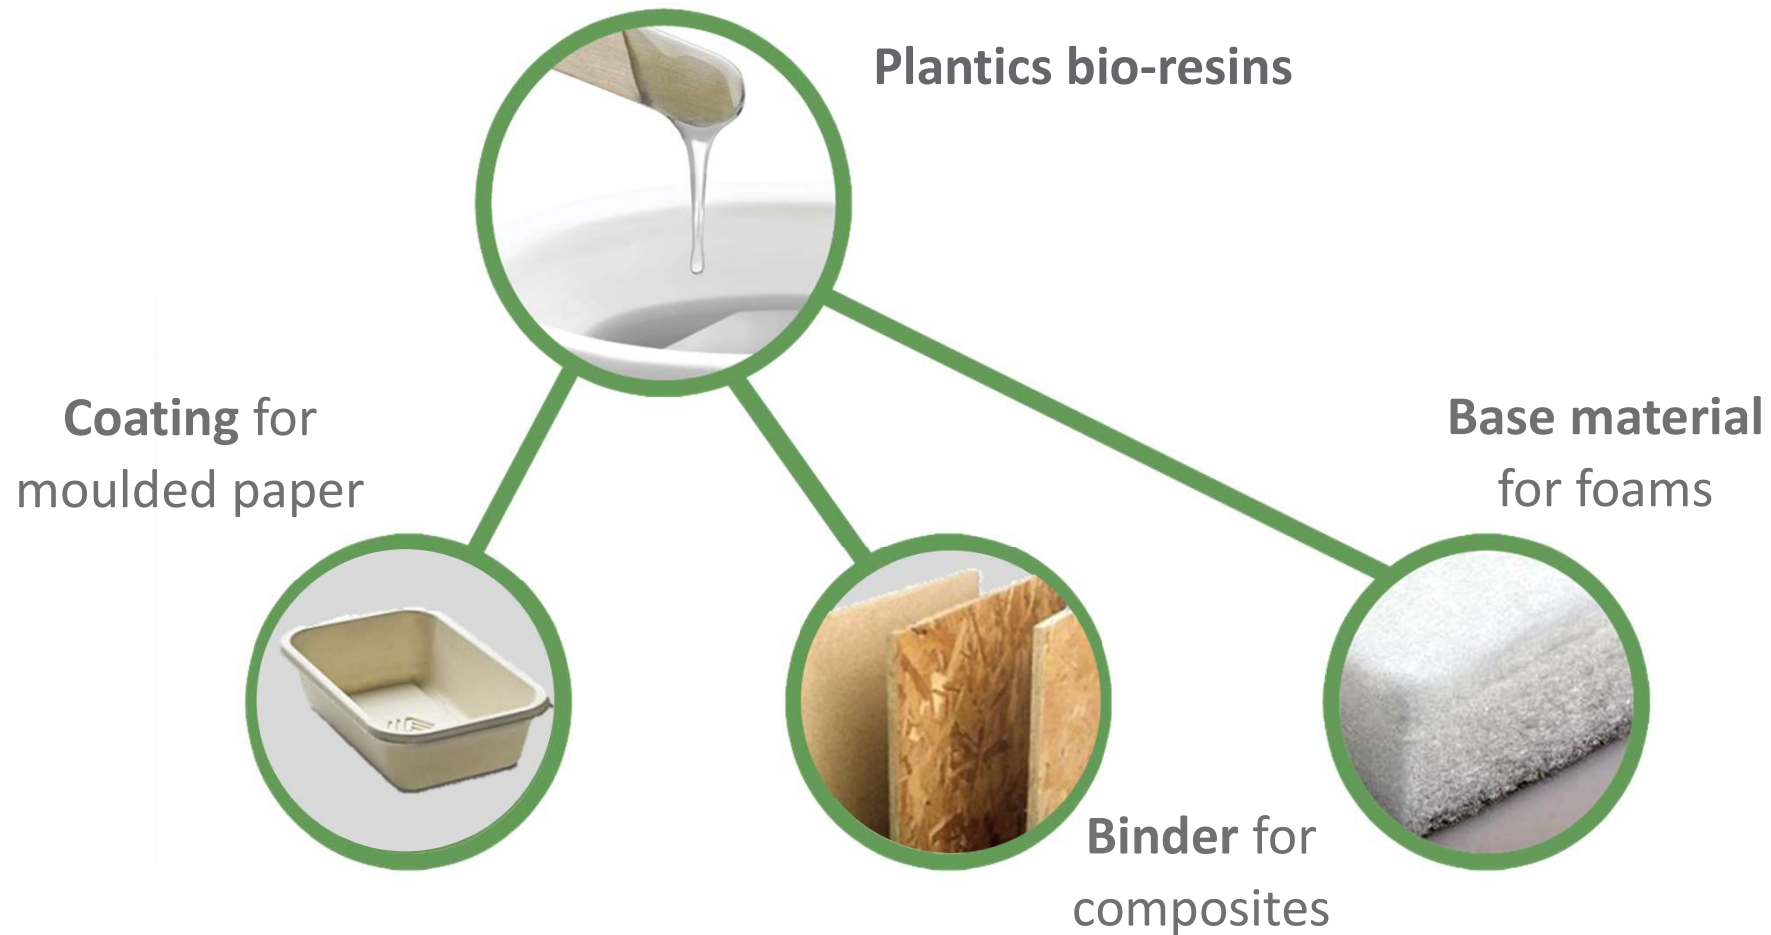 Plantics bio-resins
Coating for
moulded paper
Base material
for foams
Binder for
composites